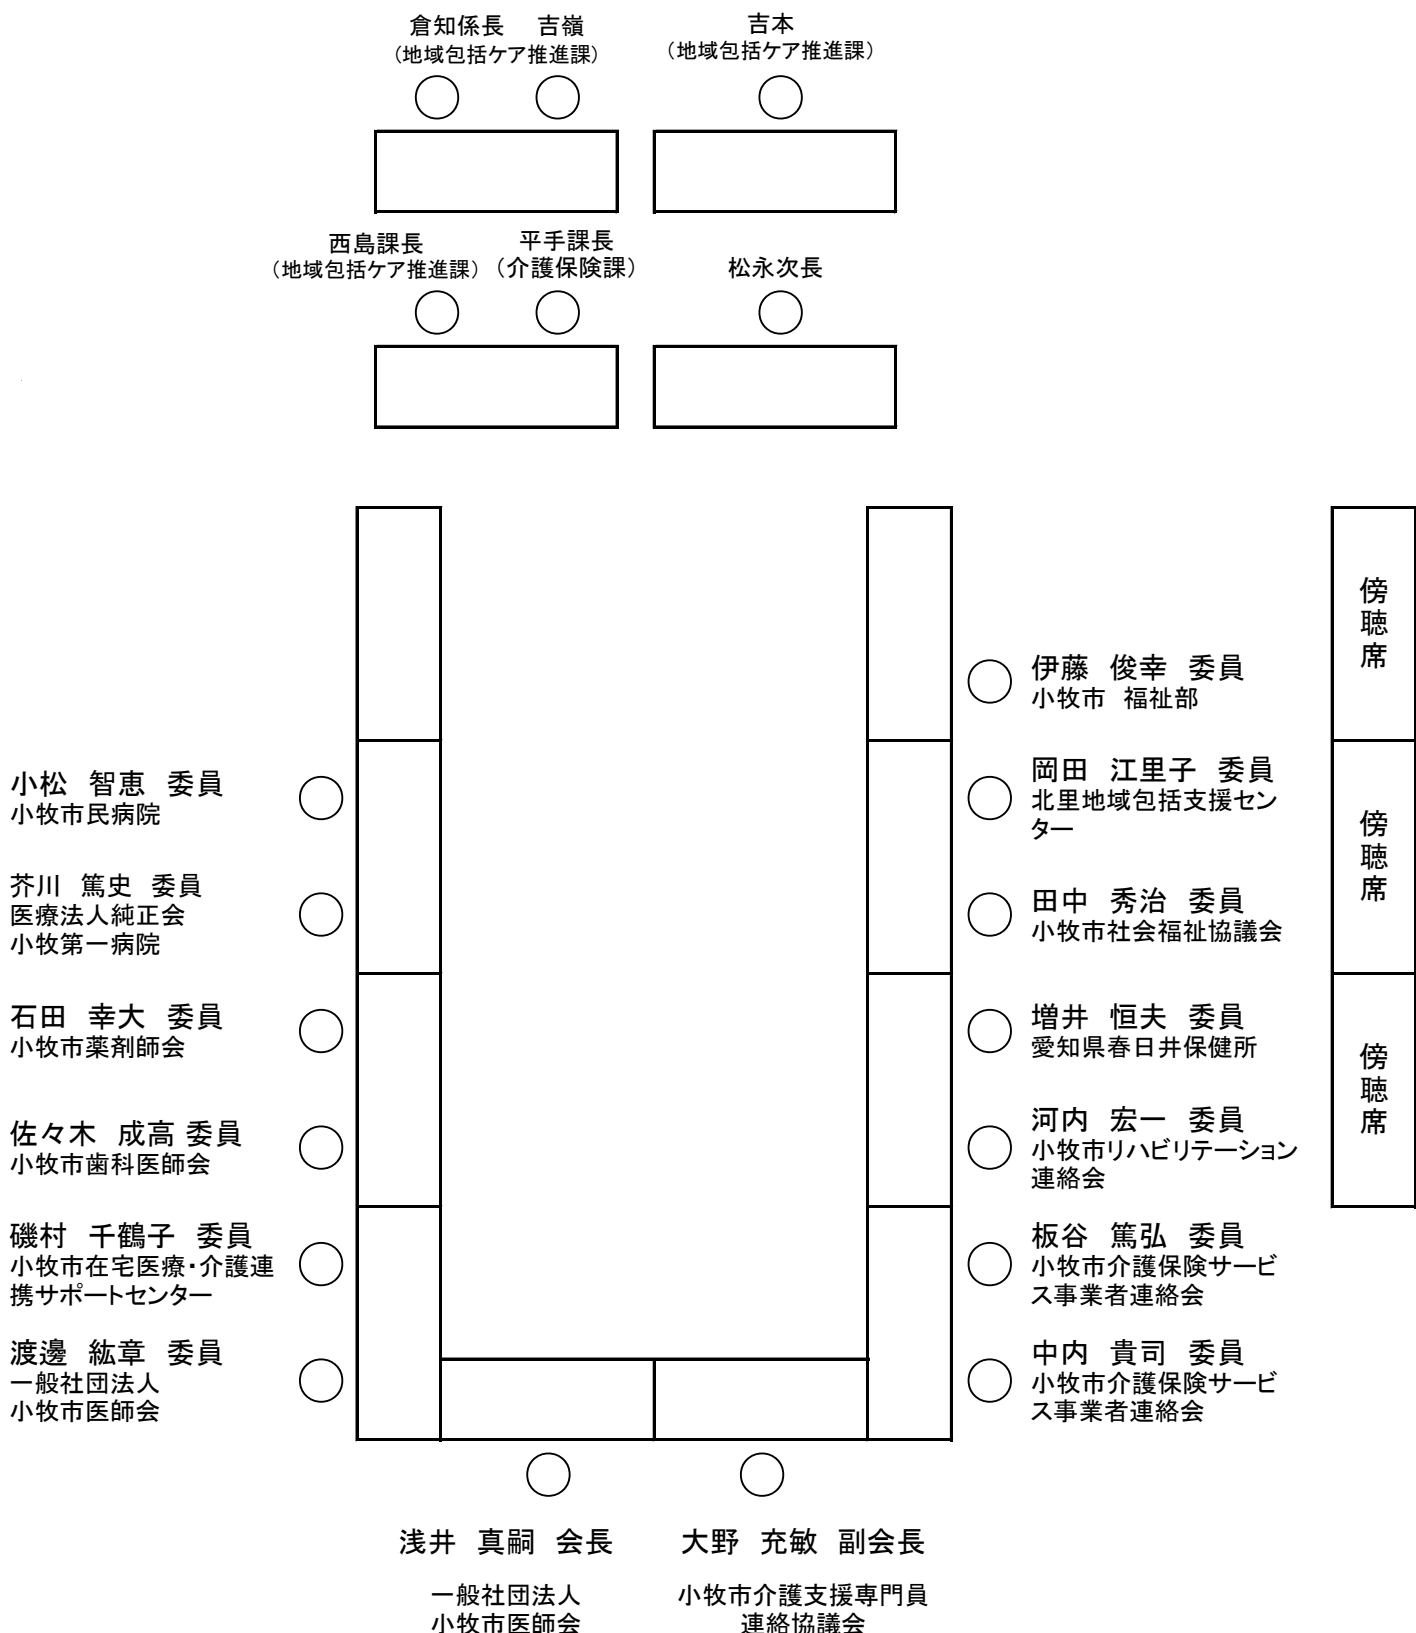 倉知係長　吉嶺
（地域包括ケア推進課）
吉本
（地域包括ケア推進課）
西島課長
（地域包括ケア推進課）
平手課長
（介護保険課）
松永次長
小松　智恵　委員
小牧市民病院
芥川　篤史　委員
医療法人純正会
小牧第一病院
石田　幸大　委員
小牧市薬剤師会
佐々木　成高 委員
小牧市歯科医師会
磯村　千鶴子　委員
小牧市在宅医療・介護連
携サポートセンター
渡邊　紘章　委員
一般社団法人
小牧市医師会
伊藤　俊幸　委員
小牧市　福祉部
岡田　江里子　委員
北里地域包括支援セン
ター
田中　秀治　委員
小牧市社会福祉協議会
増井　恒夫　委員
愛知県春日井保健所
河内　宏一　委員
小牧市リハビリテーション
連絡会
板谷　篤弘　委員
小牧市介護保険サービ
ス事業者連絡会
中内　貴司　委員
小牧市介護保険サービ
ス事業者連絡会
傍聴席
傍聴席
傍聴席
浅井　真嗣　会長
一般社団法人
小牧市医師会
大野　充敏　副会長
小牧市介護支援専門員
連絡協議会